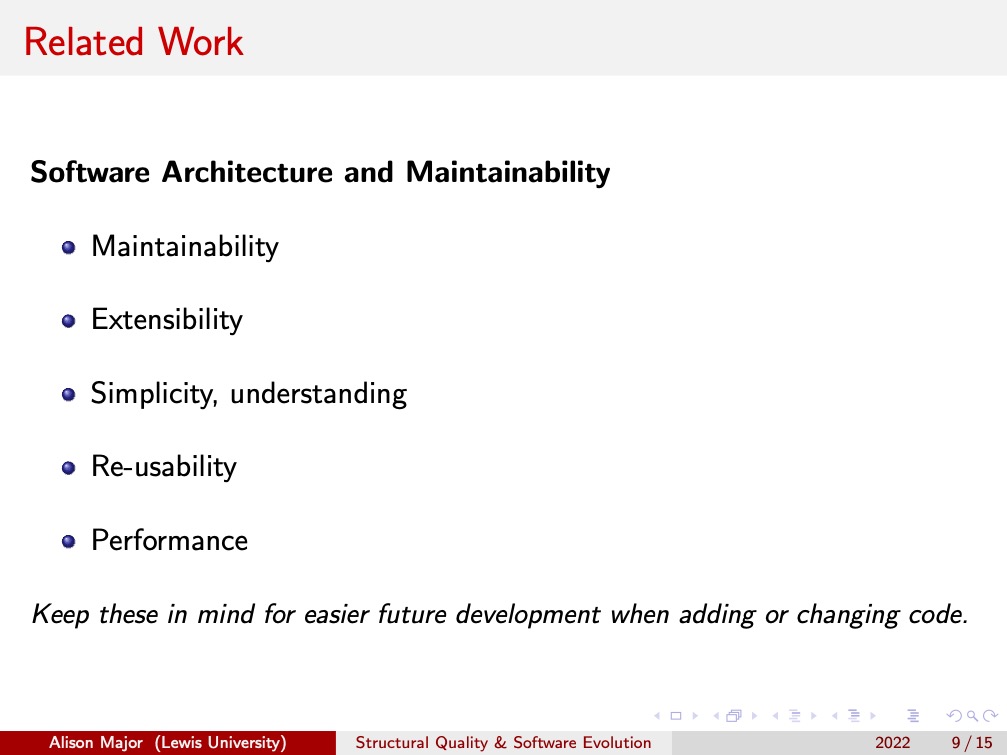 Related Work
Software Architecture and Maintainability
Maintainability
Extensibility
Simplicity, understanding
Re-usability
Performance
Keep these in mind for easier future development when adding or changing code.
Alison Major (Lewis University) Structural Quality & Software Evolution 2022 9 / 15